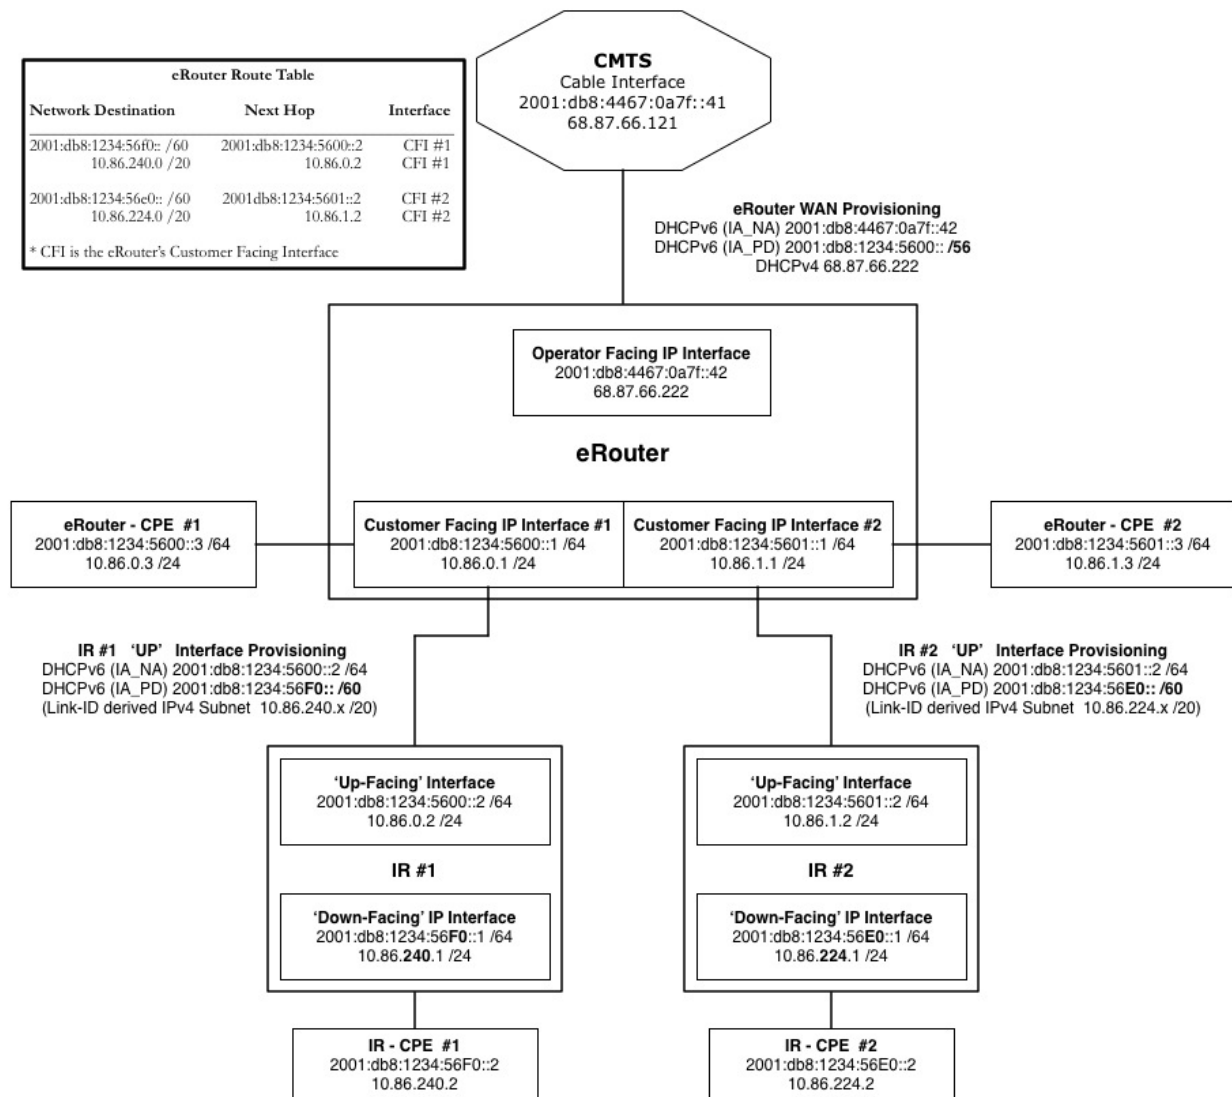 eRouter Route Table
Network Destination Next Hop Interface
2001:db8:1234:56f0:: /60 2001:db8:1234:5600::2 CFI #1
10.86.240.0 /20 10.86.0.2 CFI #1
2001:db8:1234:56e0:: /60 2001db8:1234:5601::2 CFI #2
10.86.224.0 /20 10.86.1.2 CFI #2
* CFI is the eRouter's Customer Facing Interface
CMTS
Cable Interface
2001:db8:4467:0a7f::41
68.87.66.121
eRouter WAN Provisioning
DHCPv6 (IA_NA) 2001:db8:4467:0a7f::42
DHCPv6 (IA_PD) 2001:db8:1234:5600:: /56
DHCPv4 68.87.66.222
Operator Facing IP Interface
2001:db8:4467:0a7f::42
68.87.66.222
eRouter
eRouter - CPE #1
2001:db8:1234:5600::3 /64
10.86.0.3 /24
Customer Facing IP Interface #1
2001:db8:1234:5600::1 /64
10.86.0.1 /24
Customer Facing IP Interface #2
2001:db8:1234:5601::1 /64
10.86.1.1 /24
eRouter - CPE #2
2001:db8:1234:5601::3 /64
10.86.1.3 /24
IR #1 'UP' Interface Provisioning
DHCPv6 (IA_NA) 2001:db8:1234:5600::2 /64
DHCPv6 (IA_PD) 2001:db8:1234:56F0:: /60
(Link-ID derived IPv4 Subnet 10.86.240.x /20)
IR #2 'UP' Interface Provisioning
DHCPv6 (IA_NA) 2001:db8:1234:5601::2 /64
DHCPv6 (IA_PD) 2001:db8:1234:56E0:: /60
(Link-ID derived IPv4 Subnet 10.86.224.x /20)
'Up-Facing' Interface
2001:db8:1234:5600::2 /64
10.86.0.2 /24
IR #1
'Down-Facing' IP Interface
2001:db8:1234:56F0::1 /64
10.86.240.1 /24
'Up-Facing' Interface
2001:db8:1234:5601::2 /64
10.86.1.2 /24
IR #2
'Down-Facing' IP Interface
2001:db8:1234:56E0::1 /64
10.86.224.1 /24
IR - CPE #1
2001:db8:1234:56F0::2
10.86.240.2
IR - CPE #2
2001:db8:1234:56E0::2
10.86.224.2